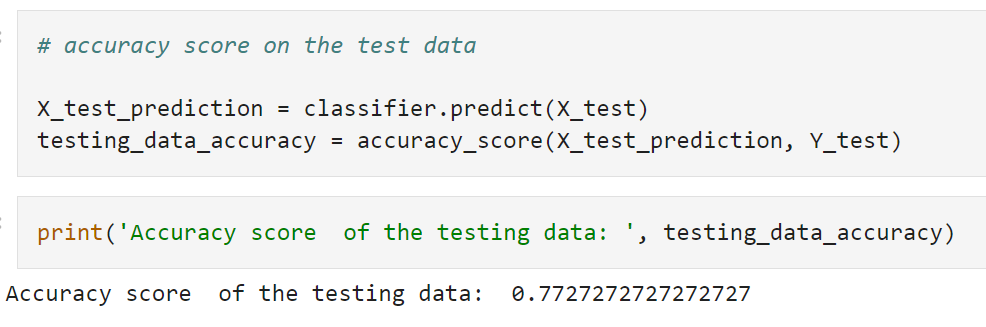 # accuracy score on the test data
X_test_prediction = classifier.predict(X_test)
testing_data_accuracy = accuracy_score(X_test_prediction, Y_test)
print('Accuracy score  of the testing data: ', testing_data_accuracy)
Accuracy score  of the testing data:  0.7727272727272727